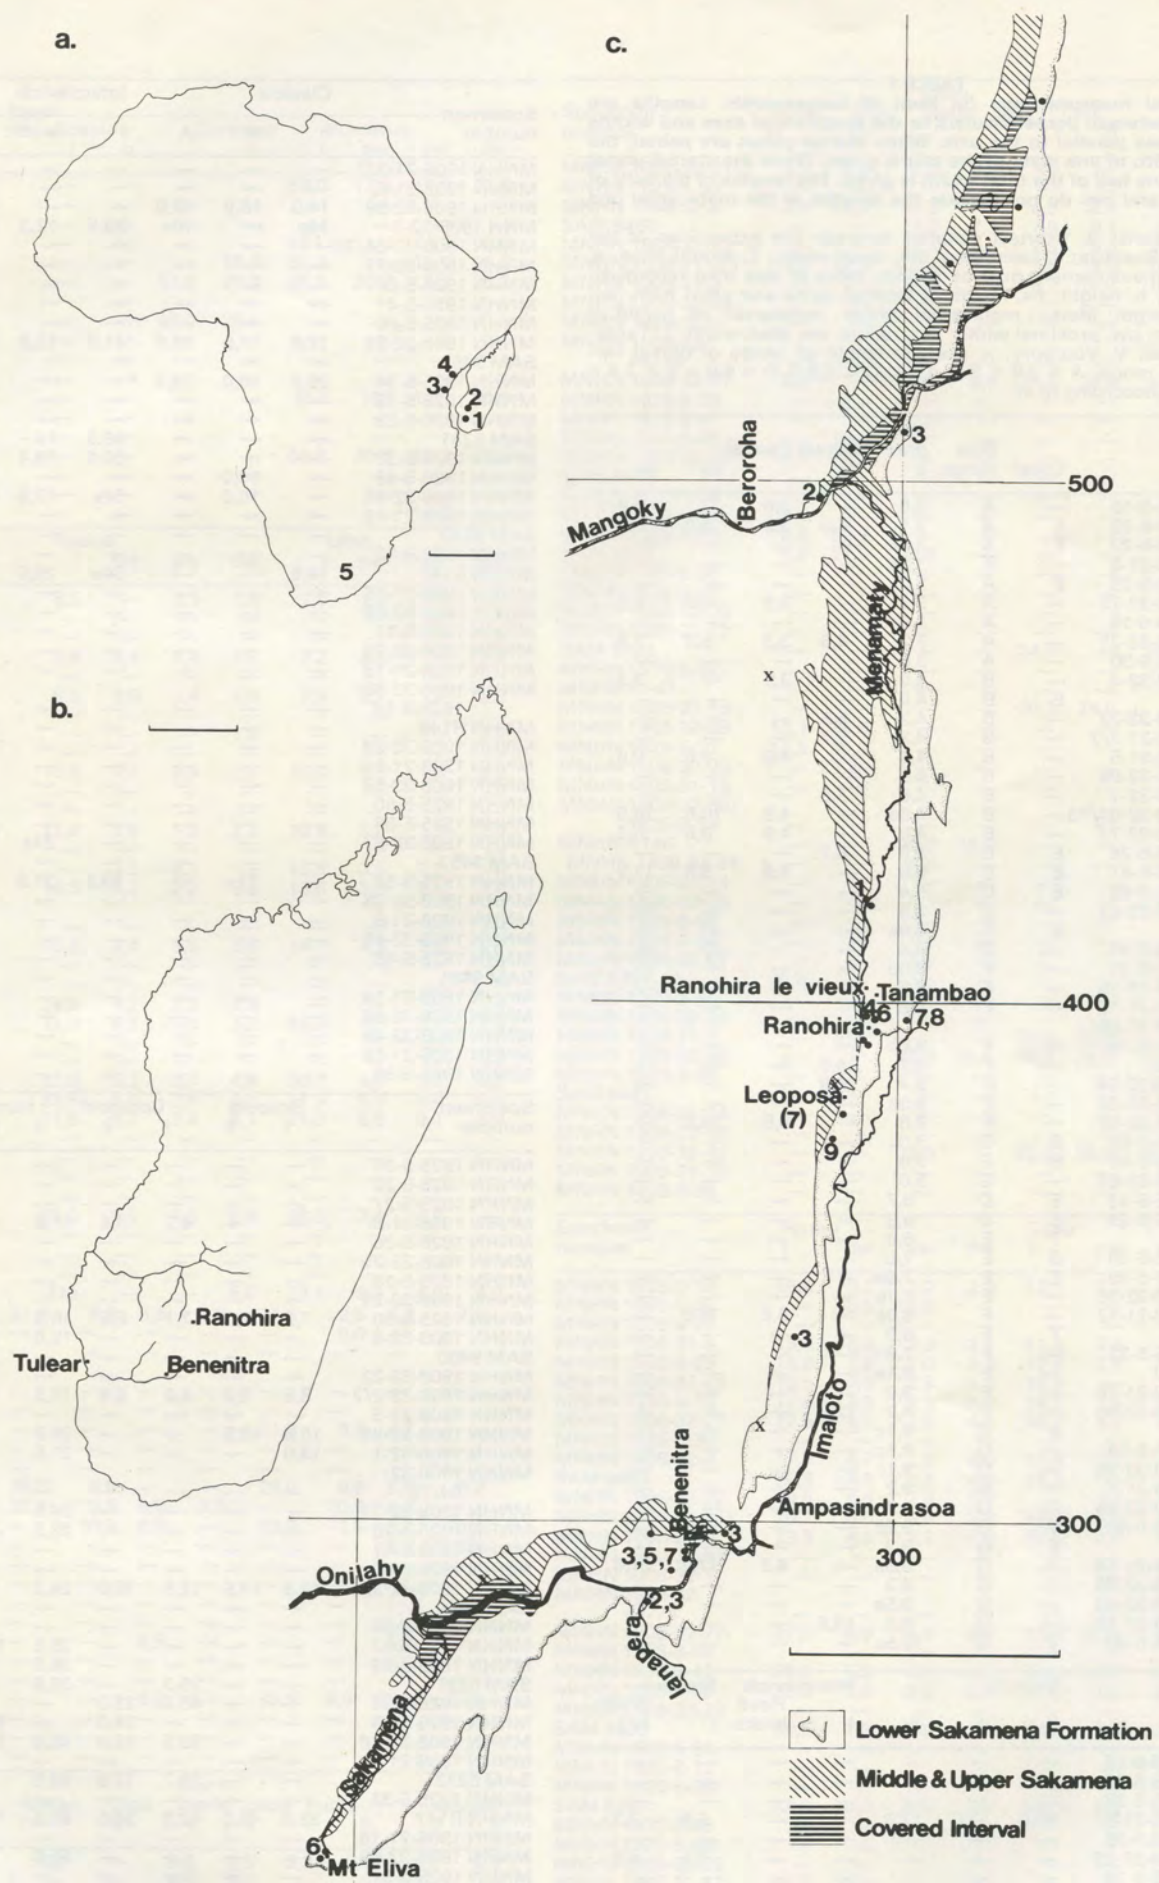 a.
4
3
2
1
5
b.
Ranohira
Tulear
Benenitra
c.
3
500
2
Beroroha
Mangoky
Menamaty
x
1
Ranohira le vieux
Tanambao
400
46
7,8
Ranohira
Leoposa
(7)
9
3
Imaloto
x
Benenitra
Ampasindrasoa
3
300
300
3,5,7
Onilahy
2,3
Ianapera
Sakamena
6
Mt Eliva
Lower Sakamena Formation
Middle & Upper Sakamena
Covered Interval